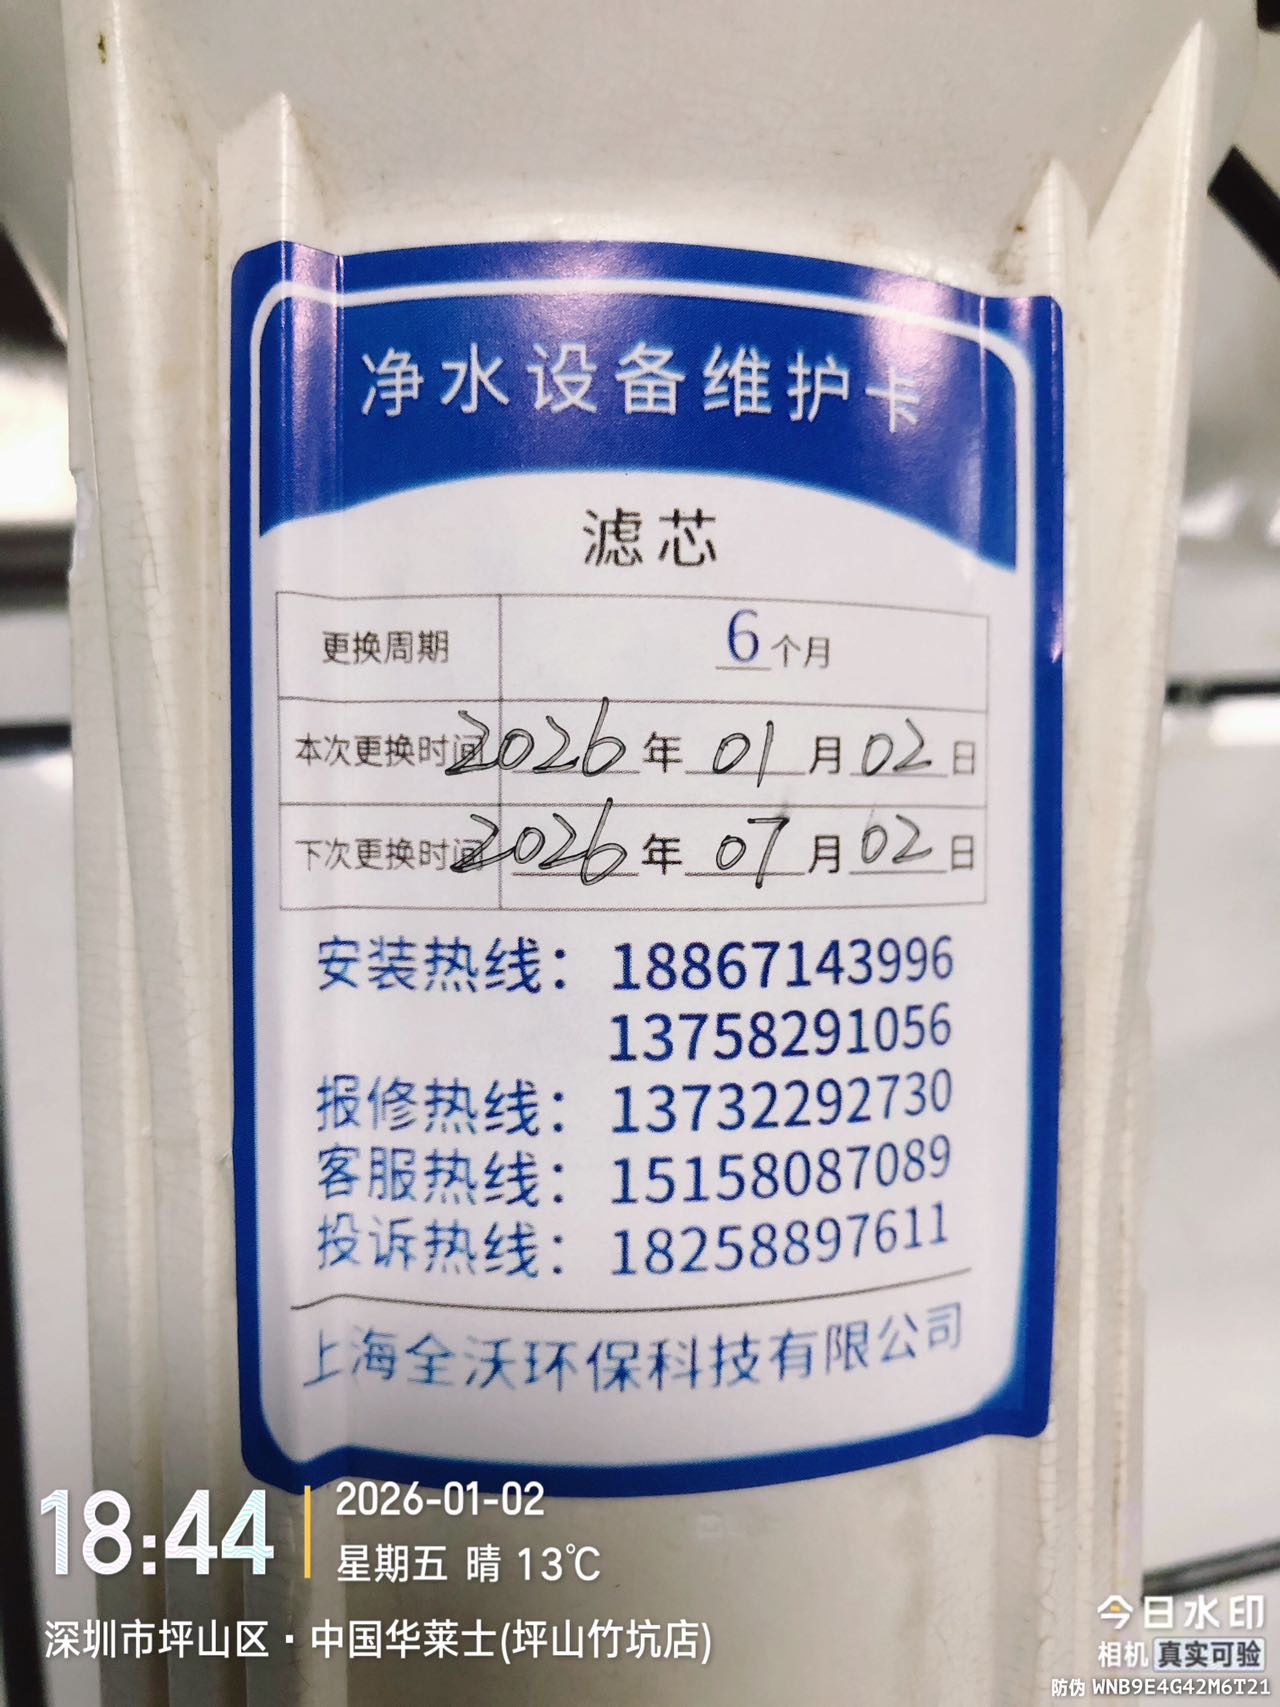 净水设备维护卡
滤芯
更换周期 6个月
本次更换时间 2026年01月02日
下次更换时间 2026年07月02日
安装热线：18867143996
13758291056
报修热线：13732292730
客服热线：15158087089
投诉热线：18258897611
上海全沃环保科技有限公司
18:44
2026-01-02
星期五 晴 13℃
深圳市坪山区·中国华莱士(坪山竹坑店)
今日水印
相机 真实可验
防伪 WNB9E4G42M6T21